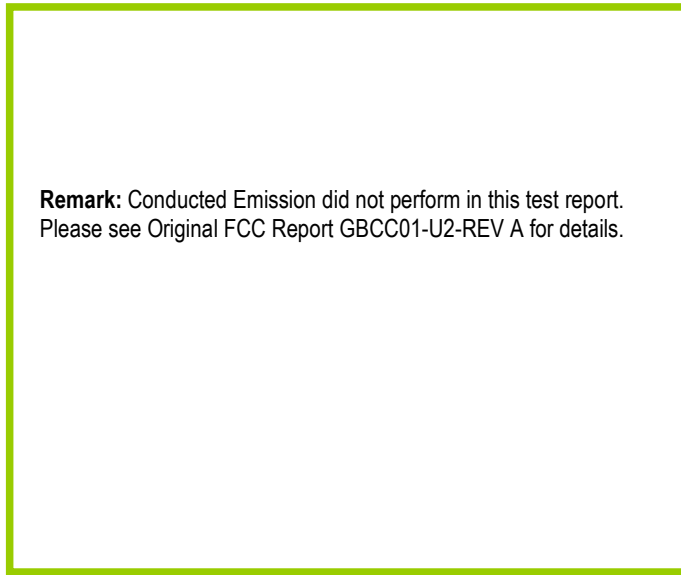 Remark: Conducted Emission did not perform in this test report.
Please see Original FCC Report GBCC01-U2-REV A for details.